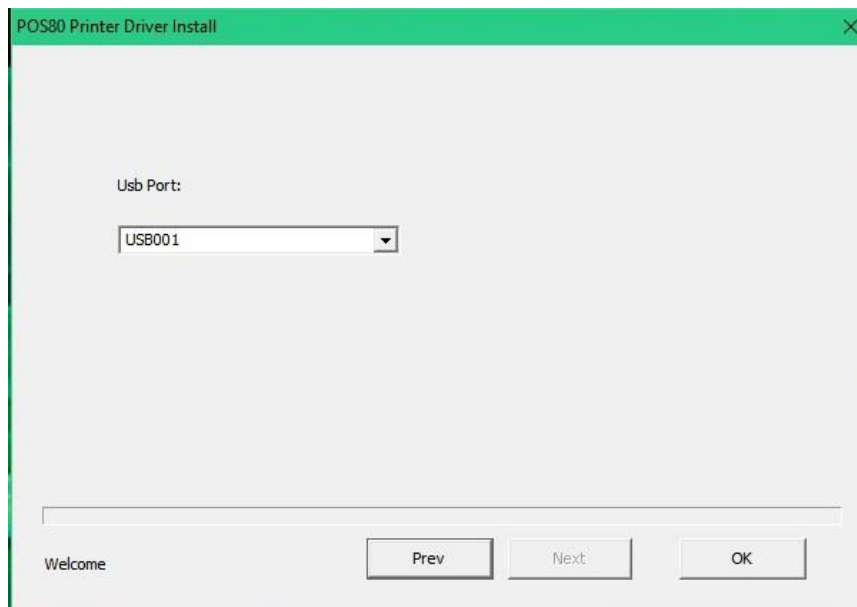 POS80 Printer Driver Install
Usb Port:
USB001
Welcome
Prev
Next
OK